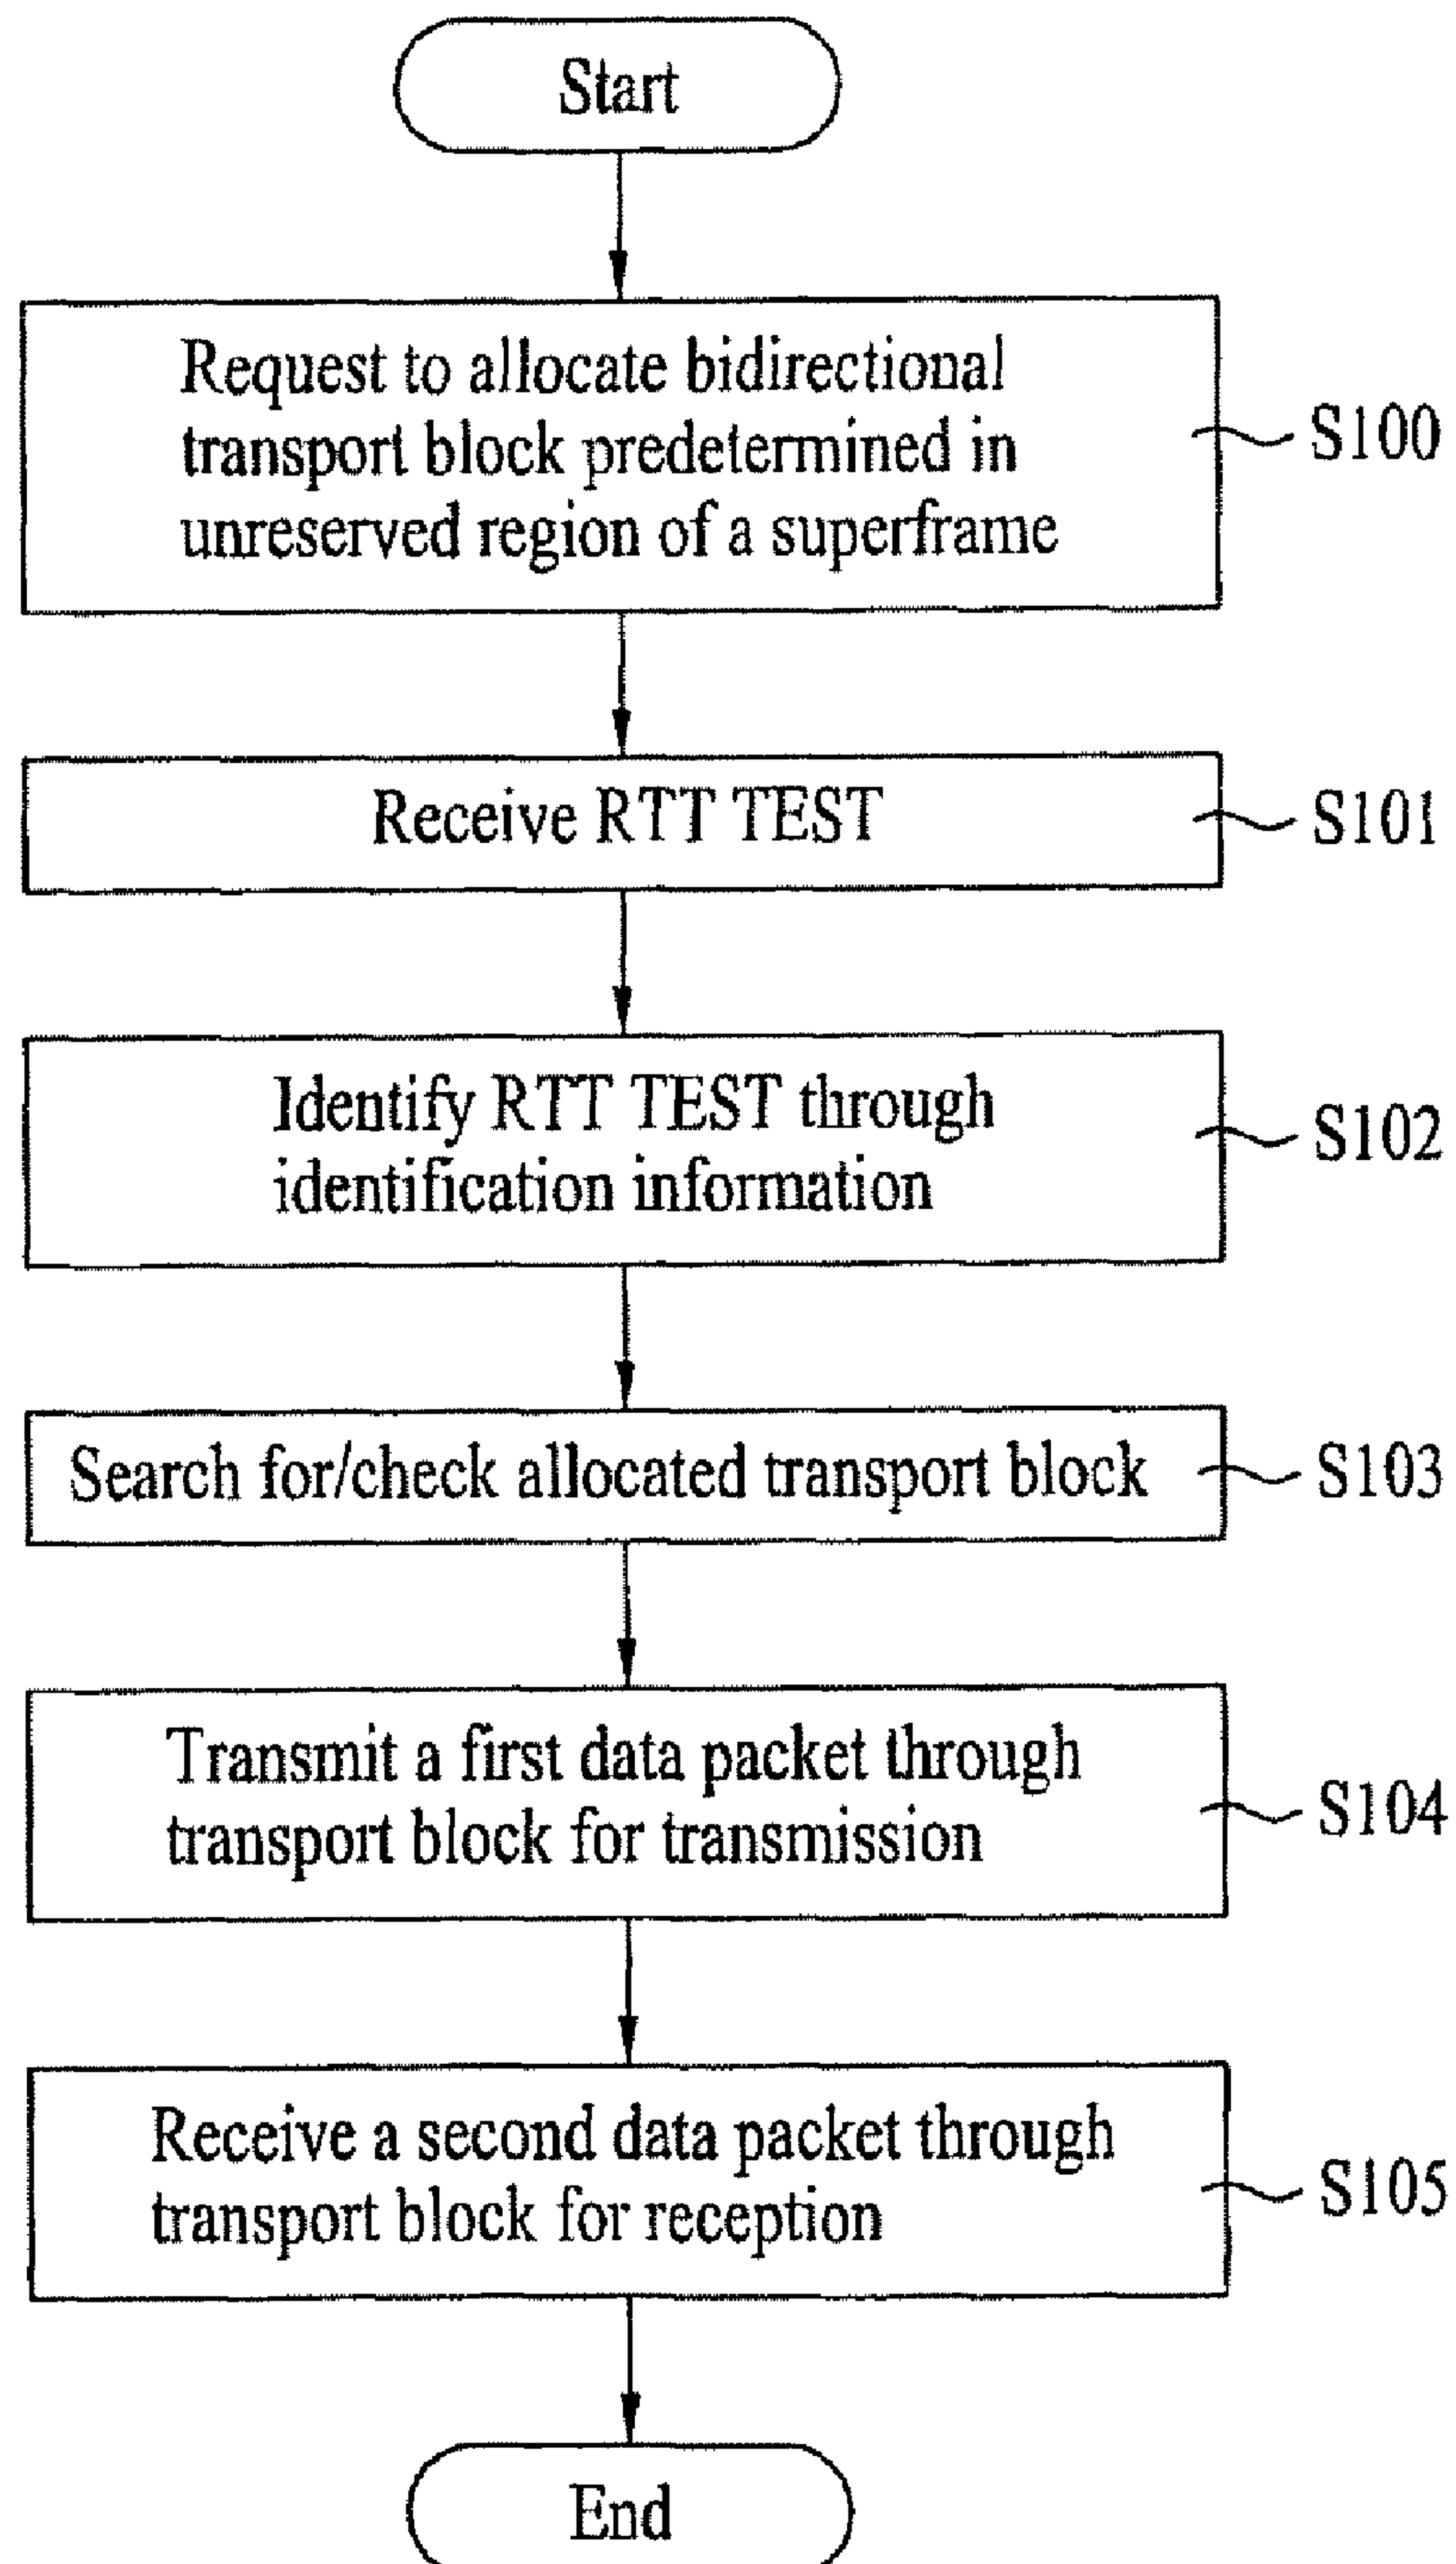 Start
Request to allocate bidirectional
transport block predetermined in
unreserved region of a superframe
S100
Receive RTT TEST
S101
Identify RTT TEST through
identification information
S102
Search for/check allocated transport block
S103
Transmit a first data packet through
transport block for transmission
S104
Receive a second data packet through
transport block for reception
S105
End